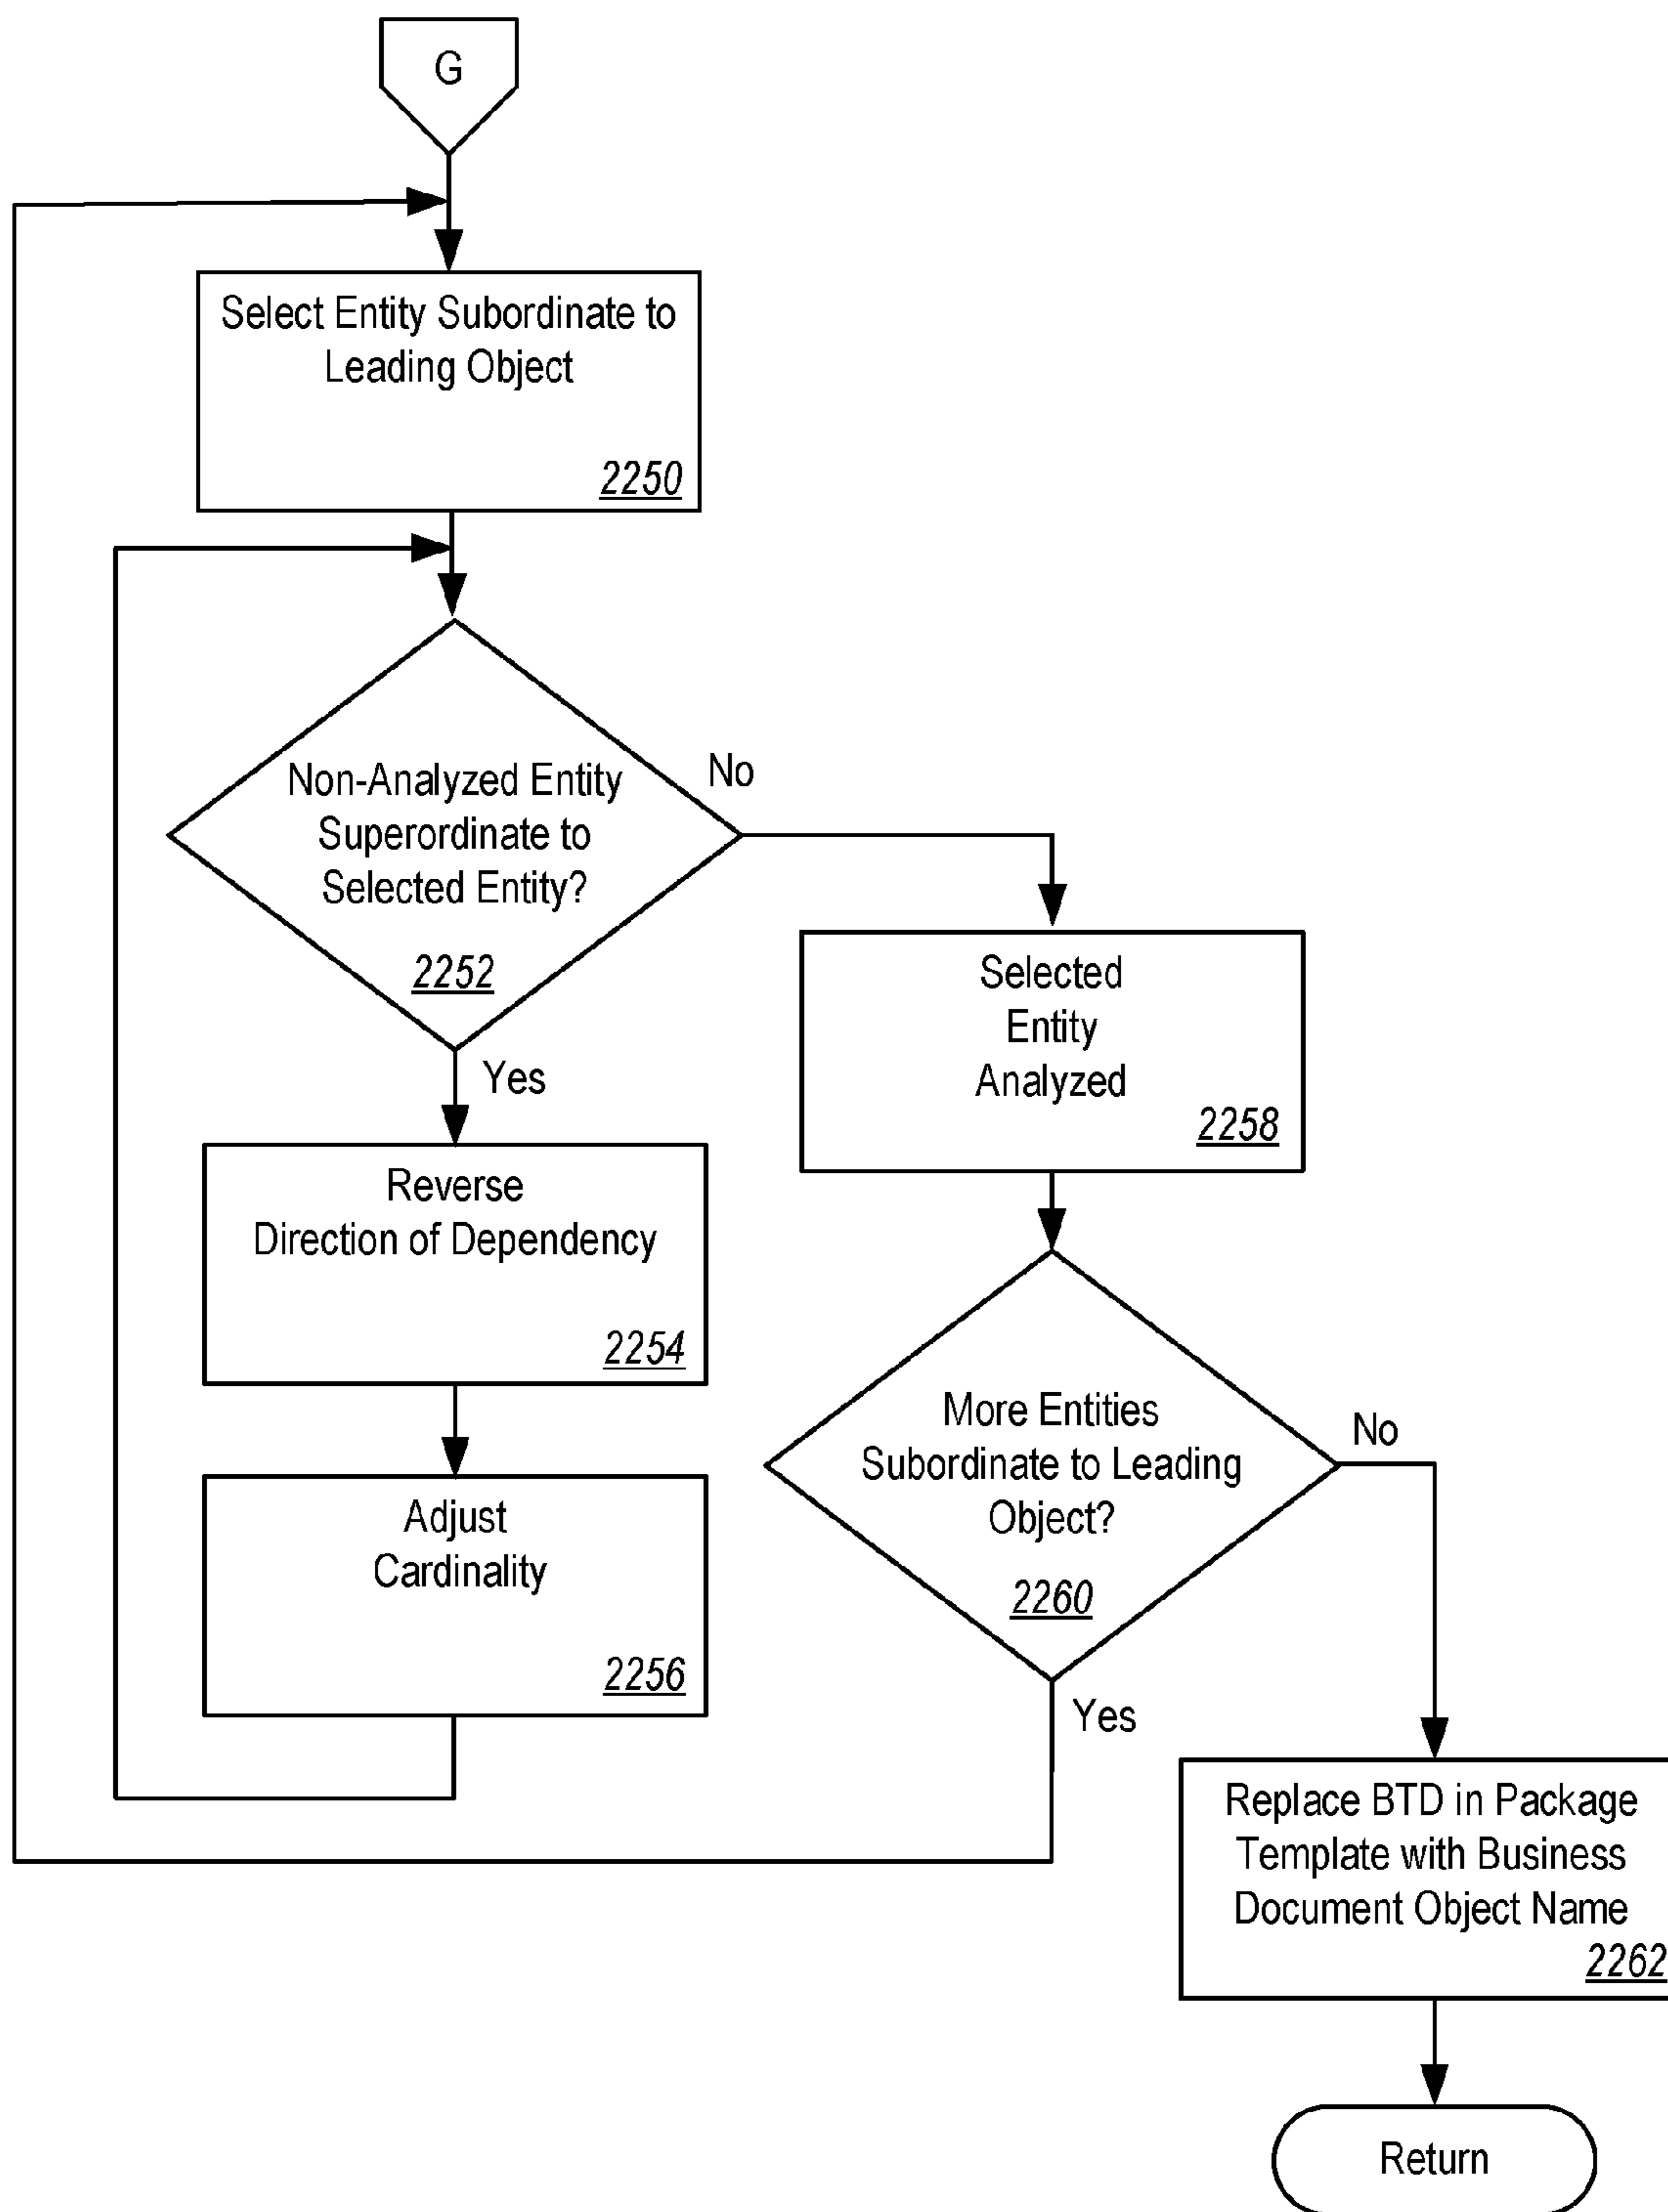 G
Select Entity Subordinate to
Leading Object
2250
Non-Analyzed Entity
Superordinate to
Selected Entity?
2252
No
Yes
Reverse
Direction of Dependency
2254
Adjust
Cardinality
2256
Selected
Entity
Analyzed
2258
More Entities
Subordinate to Leading
Object?
2260
No
Yes
Replace BTD in Package
Template with Business
Document Object Name
2262
Return